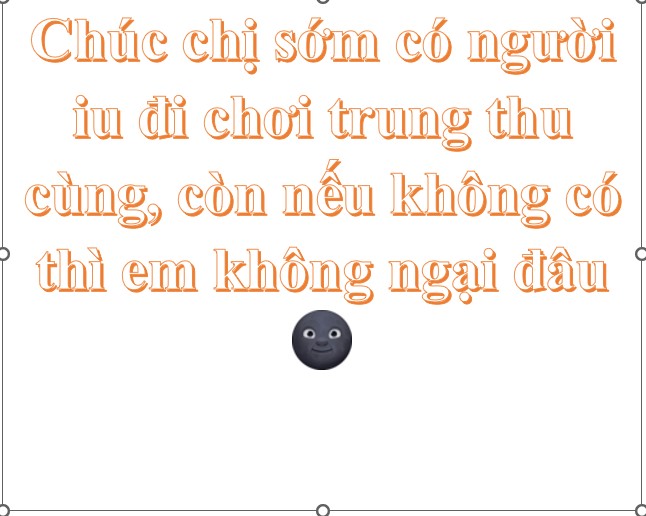 Chúc chị sớm có người
iu đi chơi trung thu
cùng, còn nếu không có
thì em không ngại đâu
🌚